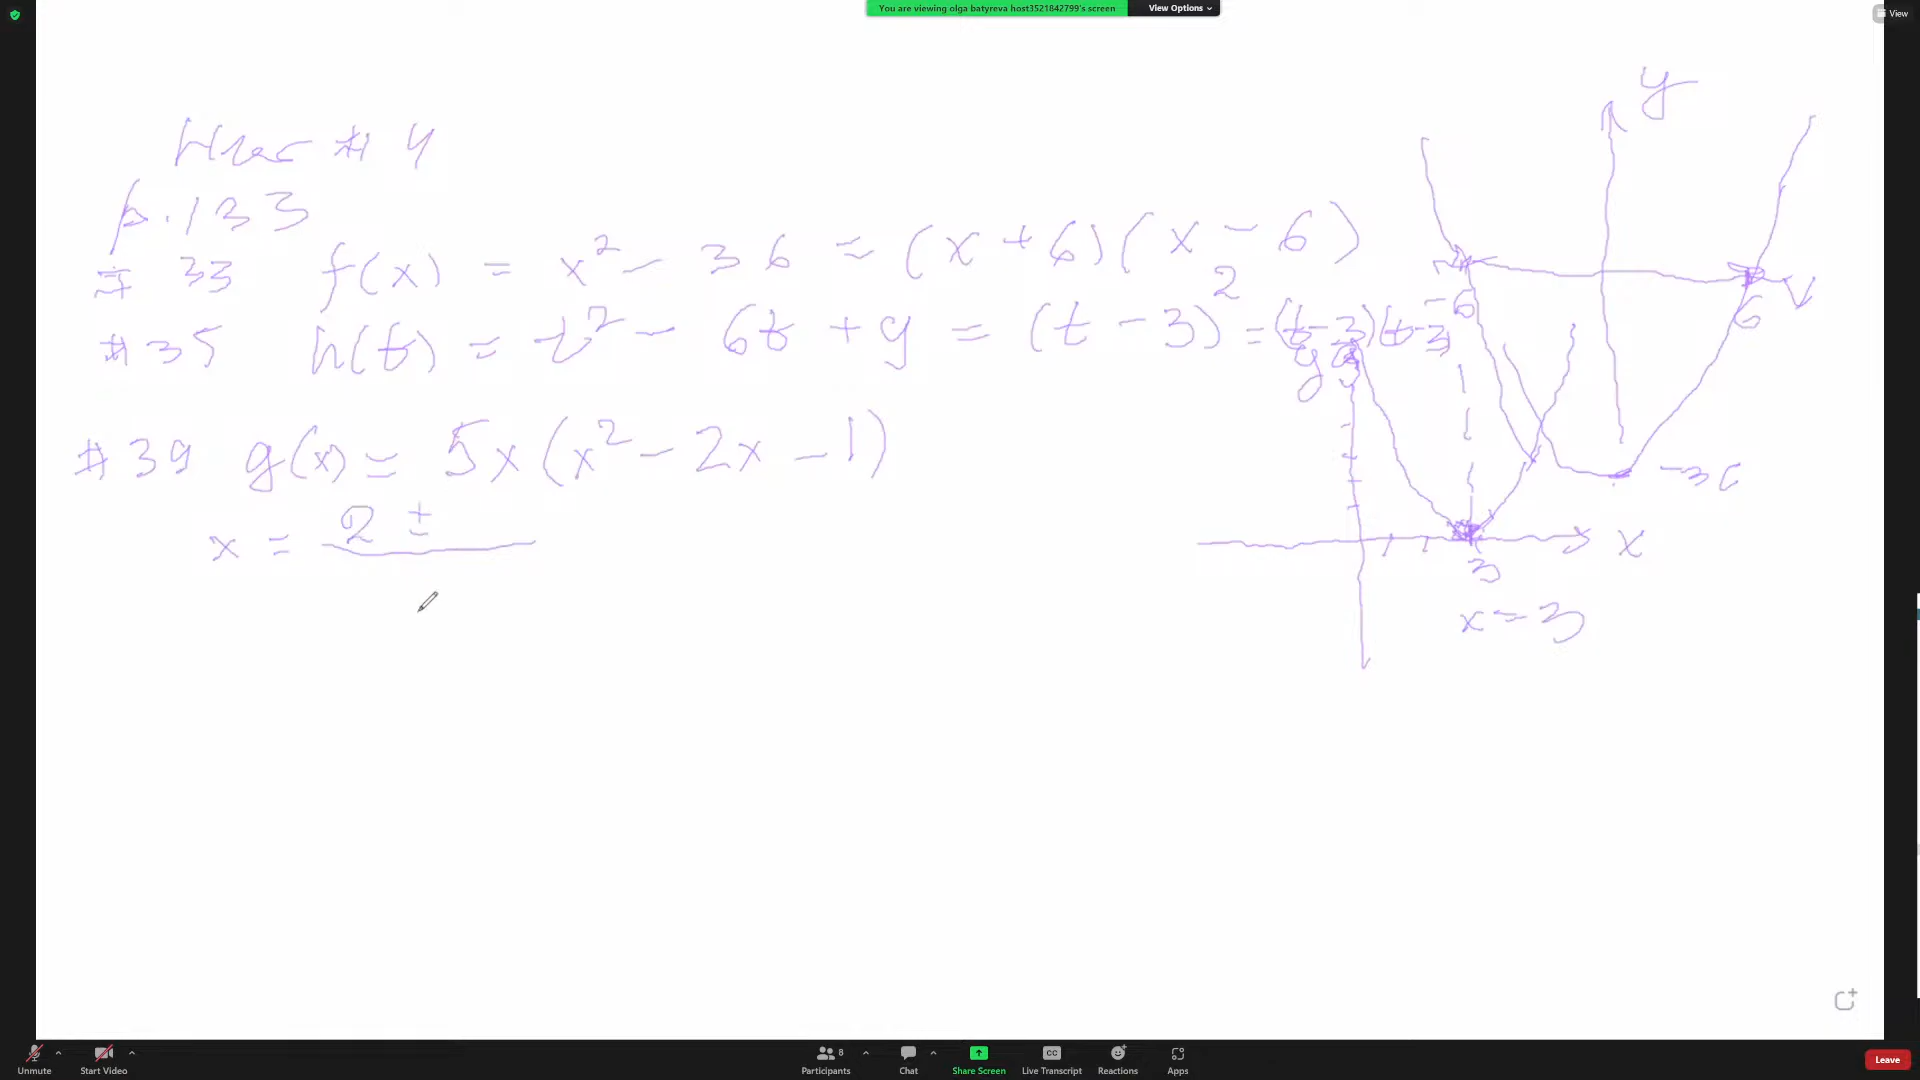 You are viewing olga batyreva host3521842799's screen
View Options
View
# 4
p.133
# 33 f(x) = x² - 36 = (x + 6)(x - 6)
#35 h(t) = t² - 6t + 9 = (t - 3)² = (t-3)(t-3
#39 g(x) = 5x(x² - 2x - 1)
x = 2 ±
y
-6
6
-36
y
9
x
3
x = 3
Unmute
Start Video
Participants
8
Chat
Share Screen
CC
Live Transcript
Reactions
Apps
Leave